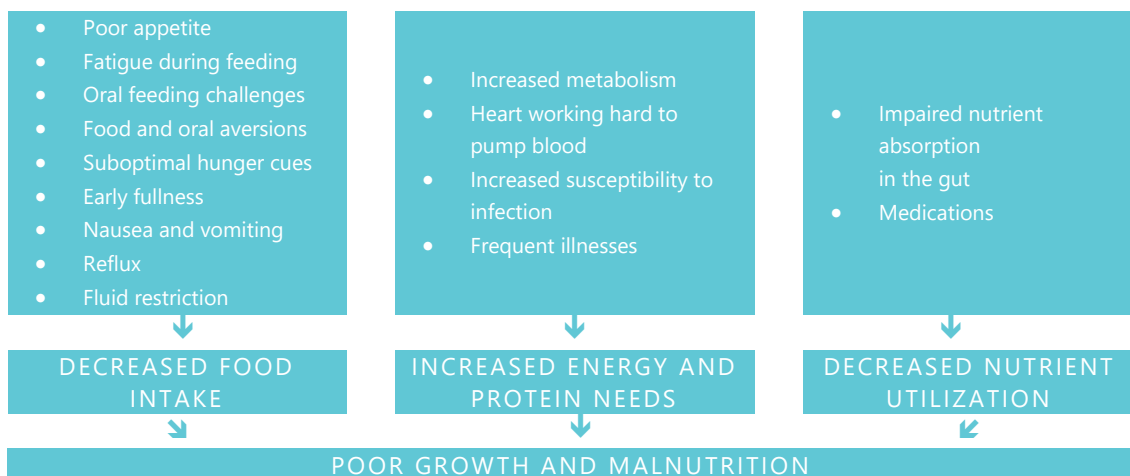 • Poor appetite
• Fatigue during feeding
• Oral feeding challenges
• Food and oral aversions
• Suboptimal hunger cues
• Early fullness
• Nausea and vomiting
• Reflux
• Fluid restriction
• Increased metabolism
• Heart working hard to
pump blood
• Increased susceptibility to
infection
• Frequent illnesses
• Impaired nutrient
absorption
in the gut
• Medications
DECREASED FOOD
INTAKE
INCREASED ENERGY AND
PROTEIN NEEDS
DECREASED NUTRIENT
UTILIZATION
POOR GROWTH AND MALNUTRITION